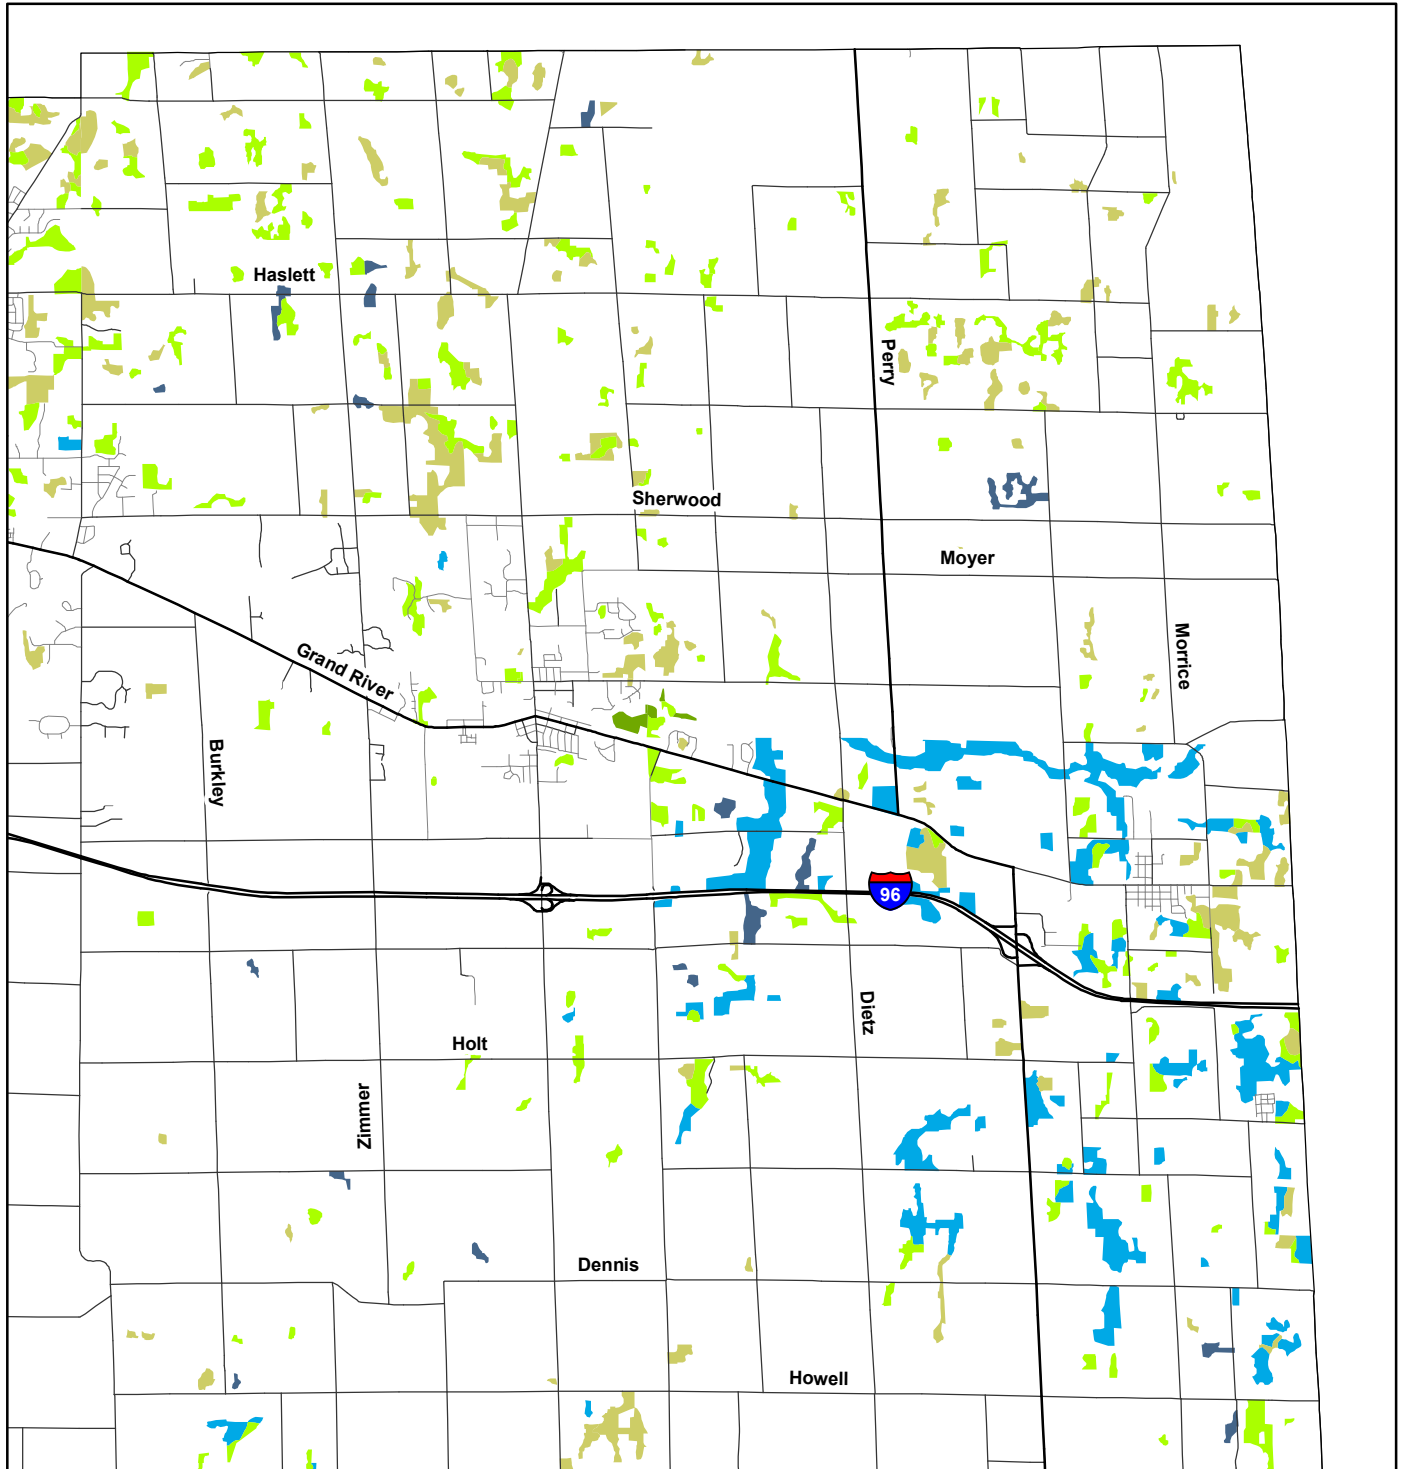 Haslett
Perry
Sherwood
Moyer
Morrice
Grand River
Burkley
96
Dietz
Holt
Zimmer
Dennis
Howell